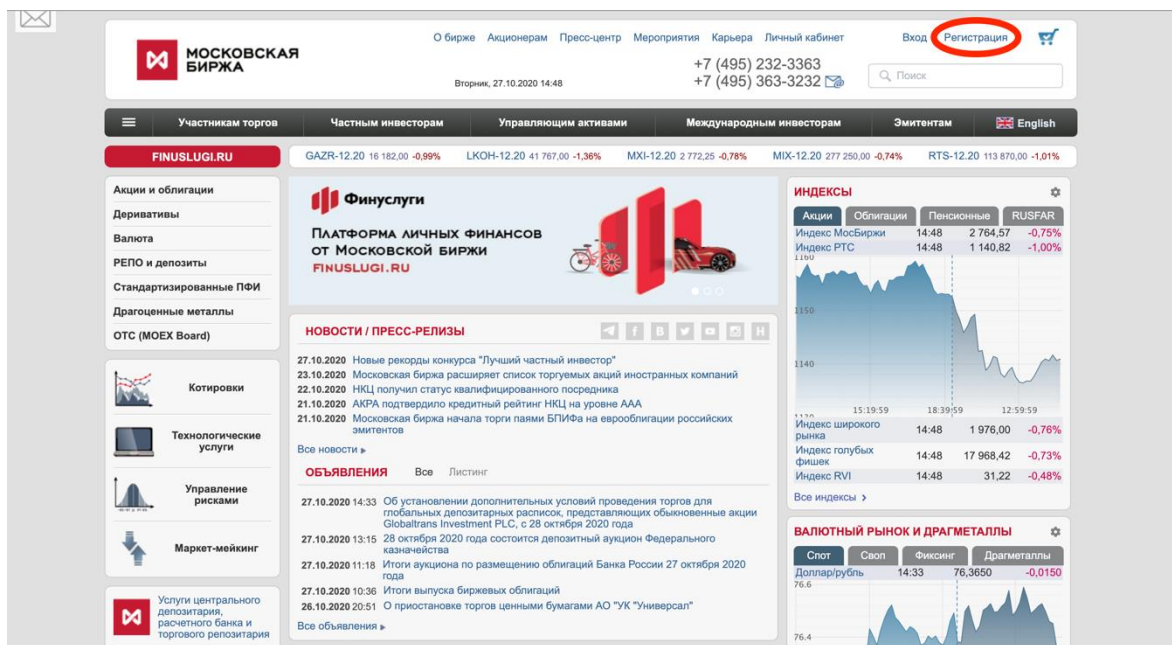 О бирже Акционерам Пресс-центр Мероприятия Карьера Личный кабинет Вход Регистрация
МОСКОВСКАЯ
БИРЖА
+7 (495) 232-3363
Вторник, 27.10.2020 14:48
+7 (495) 363-3232
Поиск
Участникам торгов Частным инвесторам Управляющим активами Международным инвесторам Эмитентам English
FINUSLUGI.RU
GAZR-12.20 16 182,00 -0,99% LKOH-12.20 41 767,00 -1,36% MXI-12.20 2 772,25 -0,78% MIX-12.20 277 250,00 -0,74% RTS-12.20 113 870,00 -1,01%
Акции и облигации
Деривативы
Валюта
РЕПО и депозиты
Стандартизированные ПФИ
Драгоценные металлы
OTC (MOEX Board)
Котировки
Технологические
услуги
Управление
рисками
Маркет-мейкинг
Услуги центрального
депозитария,
расчетного банка и
торгового репозитария
Финуслуги
Платформа личных финансов
от Московской биржи
FINUSLUGI.RU
НОВОСТИ / ПРЕСС-РЕЛИЗЫ
27.10.2020 Новые рекорды конкурса "Лучший частный инвестор"
23.10.2020 Московская биржа расширяет список торгуемых акций иностранных компаний
22.10.2020 НКЦ получил статус квалифицированного посредника
21.10.2020 АКРА подтвердило кредитный рейтинг НКЦ на уровне ААА
21.10.2020 Московская биржа начала торги паями БПИФа на еврооблигации российских
эмитентов
Все новости
ОБЪЯВЛЕНИЯ Все Листинг
27.10.2020 14:33 Об установлении дополнительных условий проведения торгов для
глобальных депозитарных расписок, представляющих обыкновенные акции
Globaltrans Investment PLC, с 28 октября 2020 года
27.10.2020 13:15 28 октября 2020 года состоится депозитный аукцион Федерального
казначейства
27.10.2020 11:18 Итоги аукциона по размещению облигаций Банка России 27 октября 2020
года
27.10.2020 10:36 Итоги выпуска биржевых облигаций
26.10.2020 20:51 О приостановке торгов ценными бумагами АО "УК "Универсал"
Все объявления
ИНДЕКСЫ
Акции Облигации Пенсионные RUSFAR
Индекс МосБиржи 14:48 2 764,57 -0,75%
Индекс РТС 14:48 1 140,82 -1,00%
1160
1150
1140
15:19:59 18:39:59 12:59:59
Индекс широкого
рынка 14:48 1 976,00 -0,76%
Индекс голубых
фишек 14:48 17 968,42 -0,73%
Индекс RVI 14:48 31,22 -0,48%
Все индексы
ВАЛЮТНЫЙ РЫНОК И ДРАГМЕТАЛЛЫ
Спот Своп Фиксинг Драгметаллы
Доллар/рубль 14:33 76,3650 -0,0150
76.6
76.4